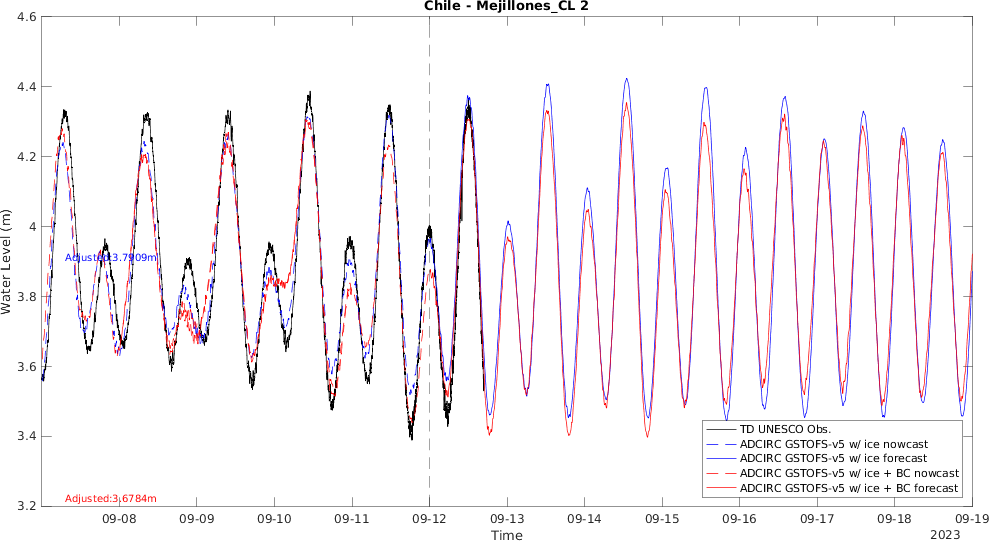 Chile - Mejillones_CL 2
4.6
4.4
4.2
4
3.8
3.6
3.4
3.2
Water Level (m)
Adjusted:3.7909m
Adjusted:3.6784m
TD UNESCO Obs.
ADCIRC GSTOFS-v5 w/ ice nowcast
ADCIRC GSTOFS-v5 w/ ice forecast
ADCIRC GSTOFS-v5 w/ ice + BC nowcast
ADCIRC GSTOFS-v5 w/ ice + BC forecast
09-08 09-09 09-10 09-11 09-12 09-13 09-14 09-15 09-16 09-17 09-18 09-19
Time
2023